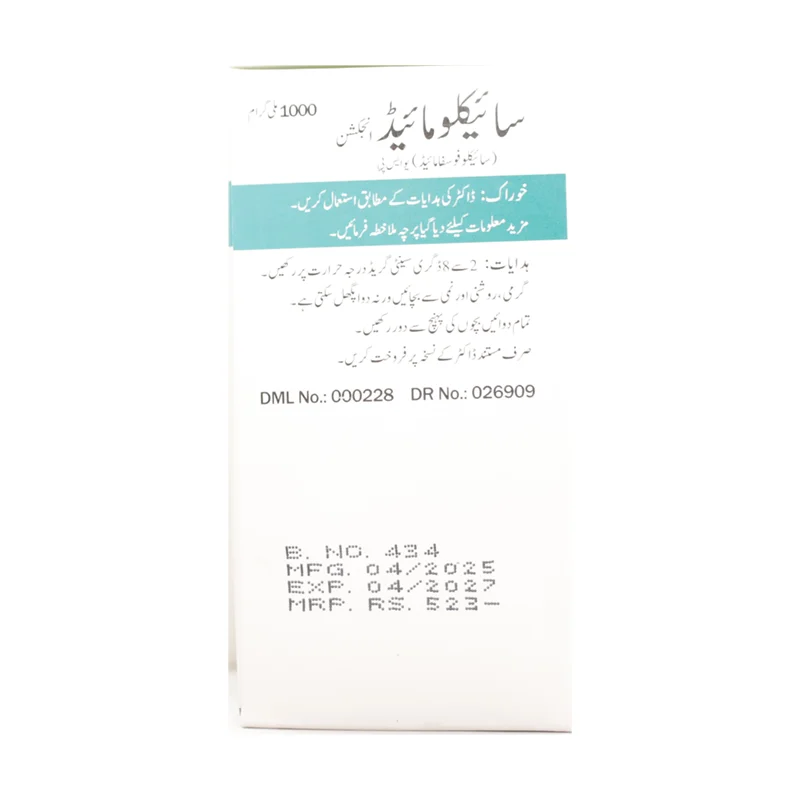 سائیکلومائیڈ انجکشن 1000 ملی گرام
(سائیکلوفوسفامائیڈ) یو ایس پی
خوراک: ڈاکٹر کی ہدایات کے مطابق استعمال کریں۔
مزید معلومات کیلئے دیا گیا پرچہ ملاحظہ فرمائیں۔
ہدایات: 2 سے 8 ڈگری سینٹی گریڈ درجہ حرارت پر رکھیں۔
گرمی، روشنی اور نمی سے بچائیں ورنہ دوا پگھل سکتی ہے۔
تمام دوائیں بچوں کی پہنچ سے دور رکھیں۔
صرف مستند ڈاکٹر کے نسخہ پر فروخت کریں۔
DML No.: 000228 DR No.: 026909
B. NO. 434
MFG. 04/2025
EXP. 04/2027
MRP. RS. 523-